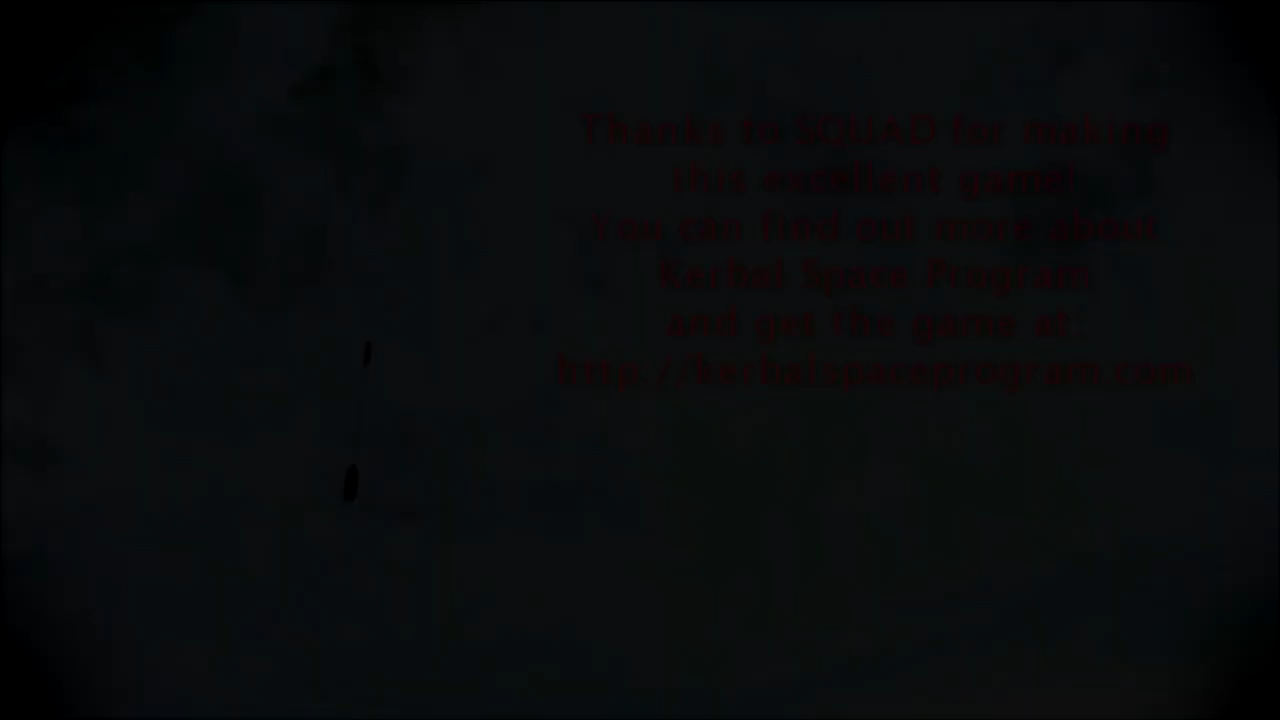 Thanks to SQUAD for making
this excellent game!
You can find out more about
Kerbal Space Program
and get the game at:
http://kerbalspaceprogram.com